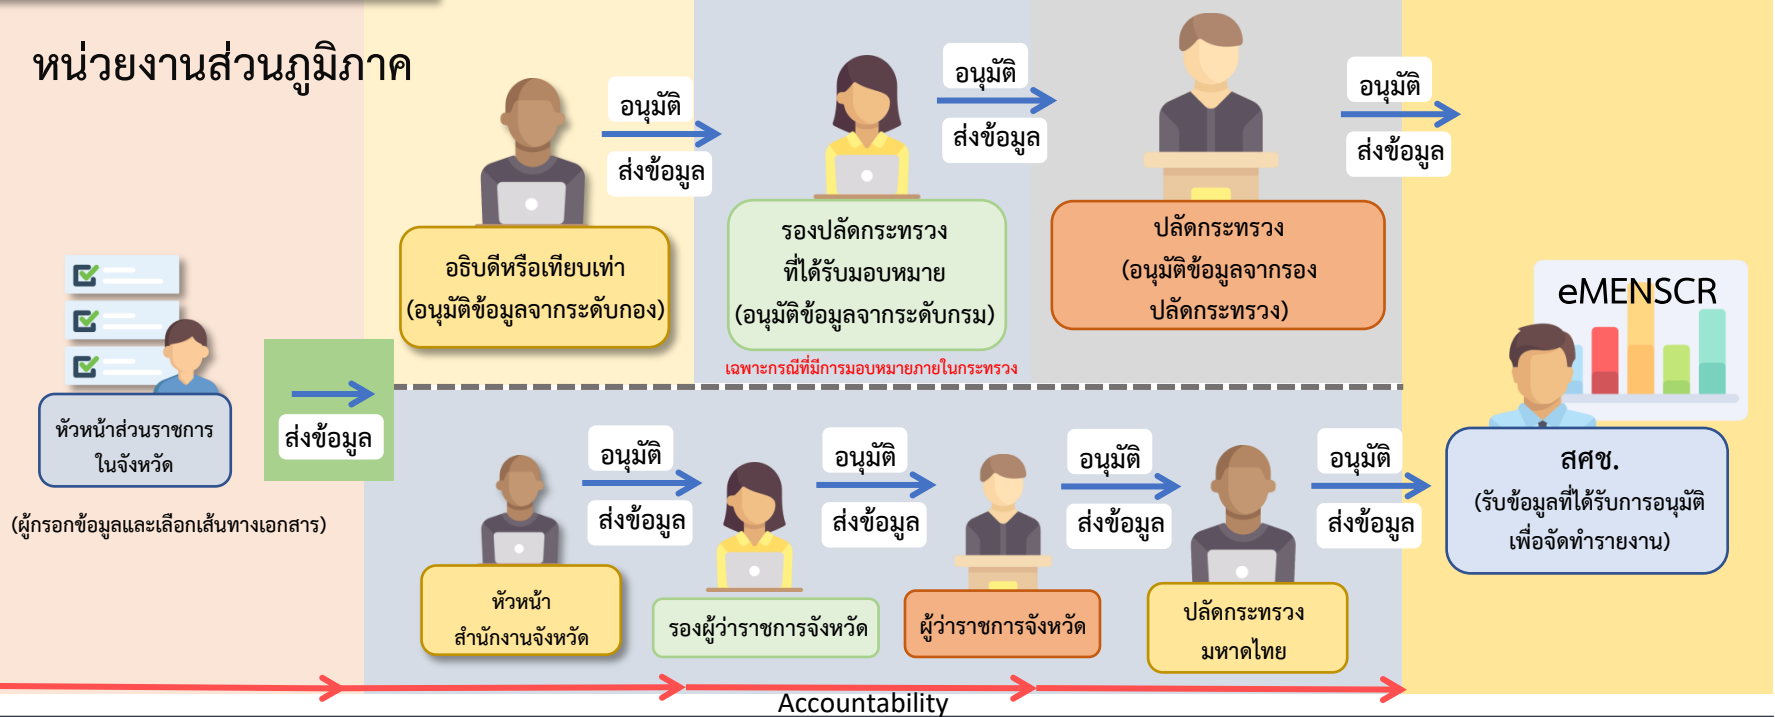 หน่วยงานส่วนภูมิภาค
อนุมัติ
ส่งข้อมูล
อนุมัติ
ส่งข้อมูล
อนุมัติ
ส่งข้อมูล
อธิบดีหรือเทียบเท่า
(อนุมัติข้อมูลจากระดับกอง)
รองปลัดกระทรวง
ที่ได้รับมอบหมาย
(อนุมัติข้อมูลจากระดับกรม)
เฉพาะกรณีที่มีการมอบหมายภายในกระทรวง
ปลัดกระทรวง
(อนุมัติข้อมูลจากรอง
ปลัดกระทรวง)
หัวหน้าส่วนราชการ
ในจังหวัด
(ผู้กรอกข้อมูลและเลือกเส้นทางเอกสาร)
ส่งข้อมูล
อนุมัติ
ส่งข้อมูล
อนุมัติ
ส่งข้อมูล
อนุมัติ
ส่งข้อมูล
อนุมัติ
ส่งข้อมูล
หัวหน้า
สำนักงานจังหวัด
รองผู้ว่าราชการจังหวัด
ผู้ว่าราชการจังหวัด
ปลัดกระทรวง
มหาดไทย
eMENSCR
สศช.
(รับข้อมูลที่ได้รับการอนุมัติ
เพื่อจัดทำรายงาน)
Accountability